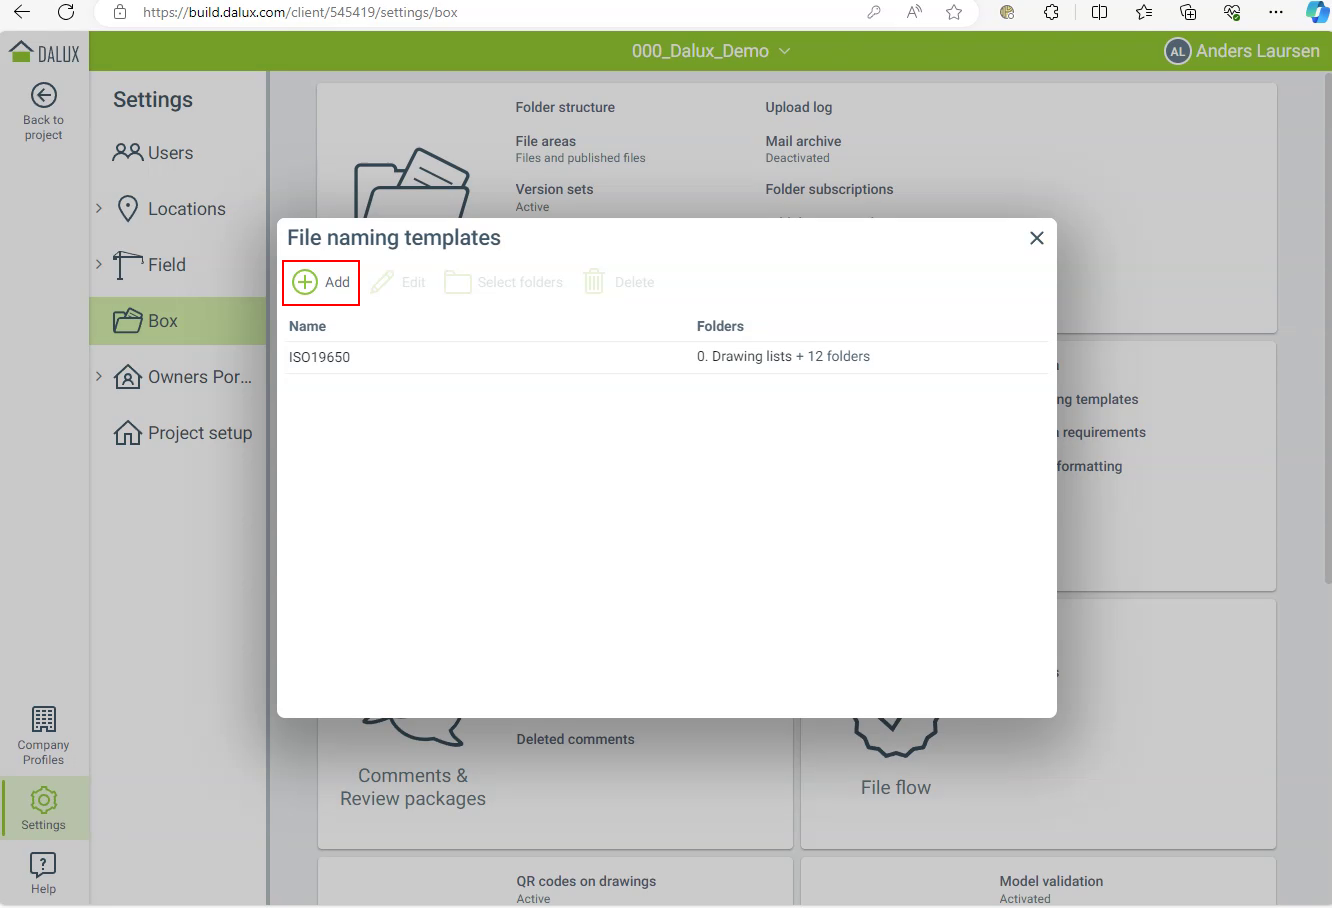 https://build.dalux.com/client/545419/settings/box
DALUX
000_Dalux_Demo
AL Anders Laursen
Back to
project
Settings
Users
Locations
Field
Box
Owners Por...
Project setup
Company
Profiles
Settings
Help
Folder structure
Upload log
File areas
Files and published files
Mail archive
Deactivated
Version sets
Active
Folder subscriptions
File naming templates
Add
Edit
Select folders
Delete
Name
Folders
ISO19650
0. Drawing lists + 12 folders
ng templates
requirements
formatting
Deleted comments
Comments &
Review packages
File flow
QR codes on drawings
Active
Model validation
Activated